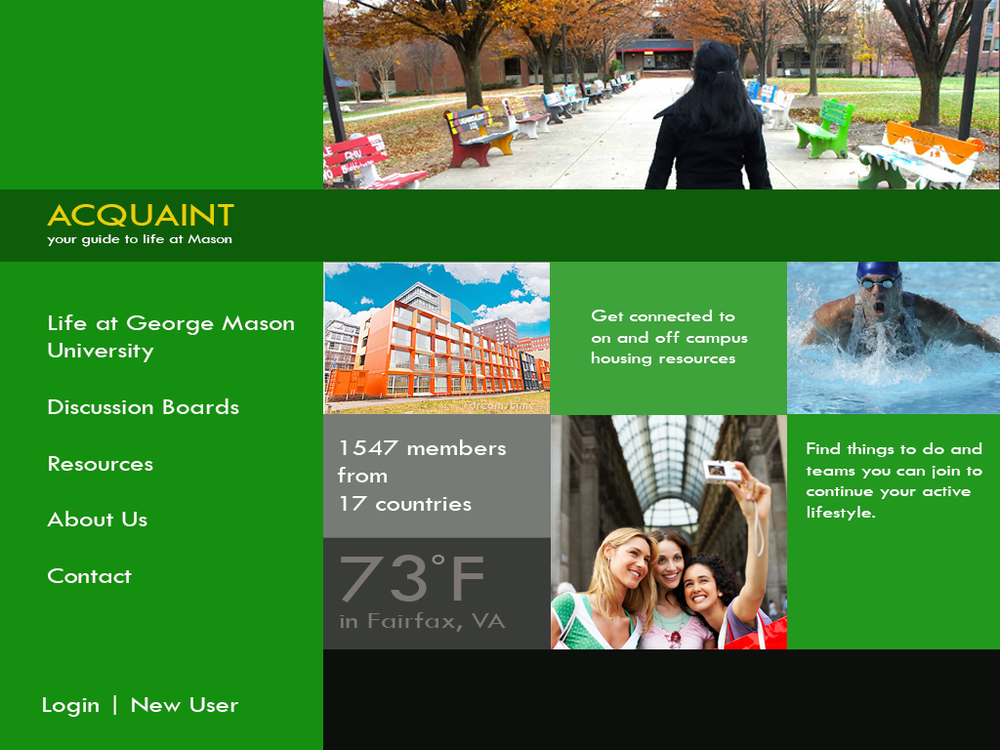 ACQUAINT
your guide to life at Mason
Life at George Mason
University
Discussion Boards
Resources
About Us
Contact
Login | New User
Get connected to
on and off campus
housing resources
dreamstime
1547 members
from
17 countries
73°F
in Fairfax, VA
Find things to do and
teams you can join to
continue your active
lifestyle.